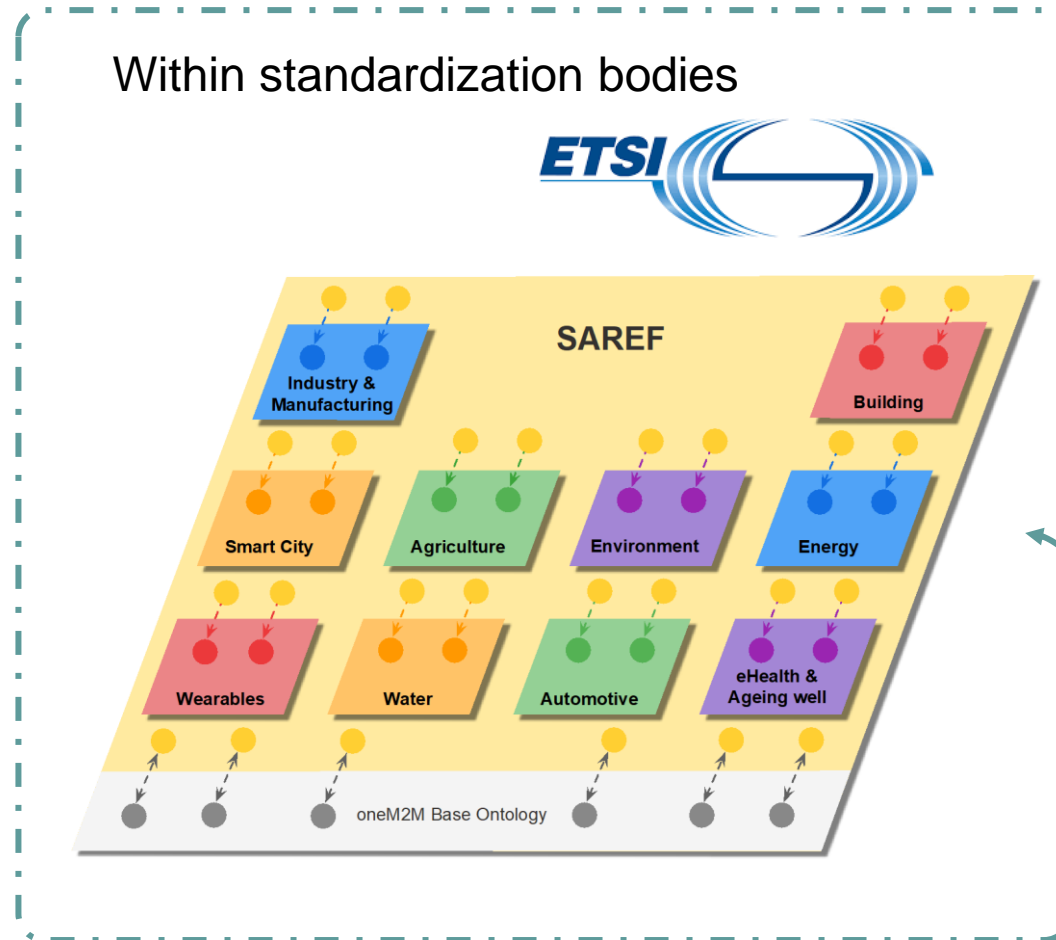 Within standardization bodies
ETSI
SAREF
Industry &
Manufacturing
Building
Smart City
Agriculture
Environment
Energy
Wearables
Water
Automotive
eHealth &
Ageing well
oneM2M Base Ontology